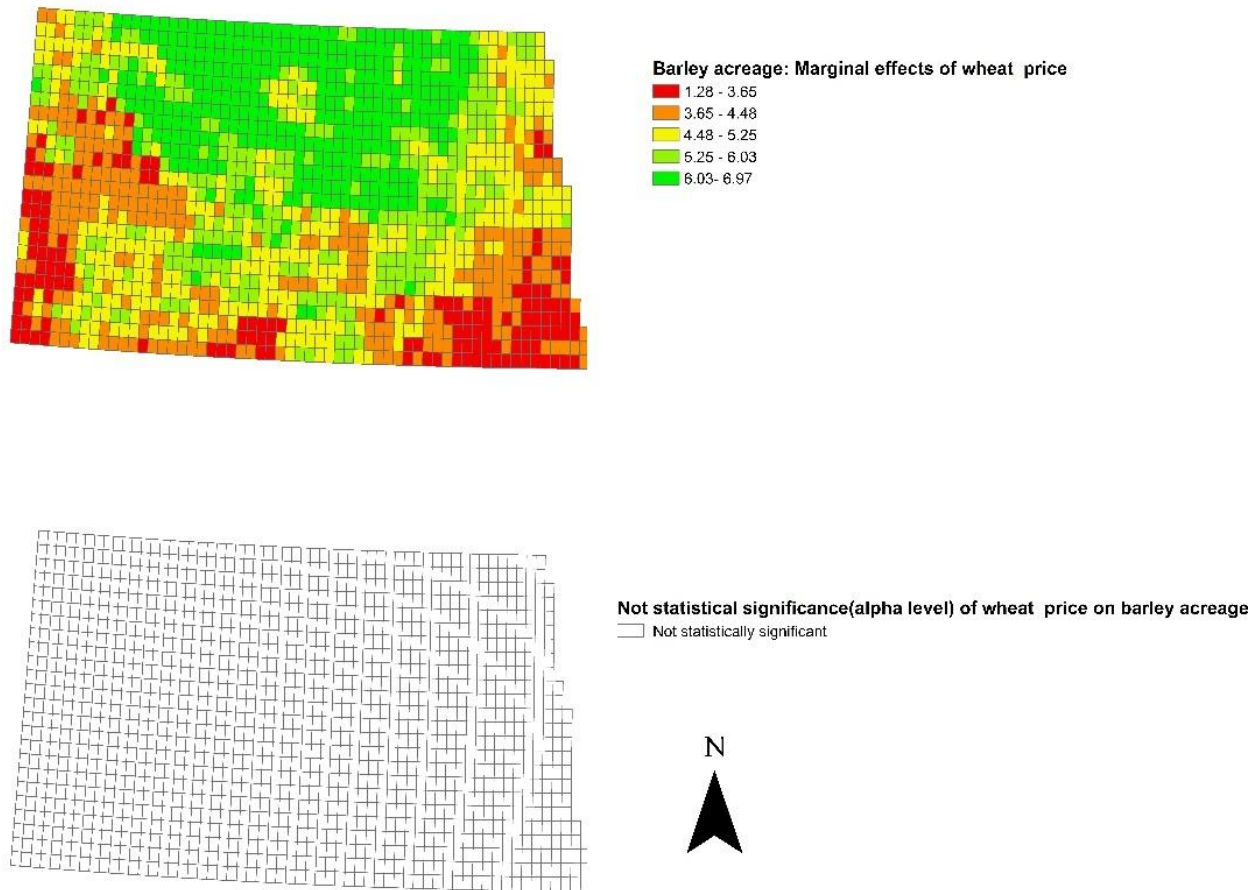 Barley acreage: Marginal effects of wheat price
1.28 - 3.65
3.65 - 4.48
4.48 - 5.25
5.25 - 6.03
6.03- 6.97
Not statistical significance(alpha level) of wheat price on barley acreage
Not statistically significant
N